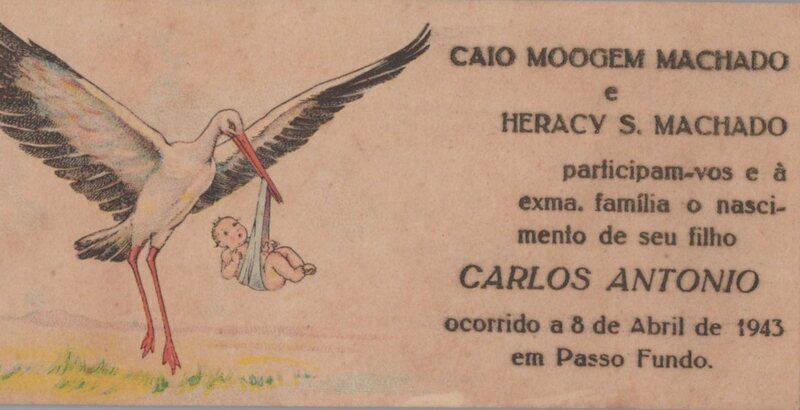 CAIO MOOGEM MACHADO
e
HERACY S. MACHADO
participam-vos e à
exma. família o nasci-
mento de seu filho
CARLOS ANTONIO
ocorrido a 8 de Abril de 1943
em Passo Fundo.